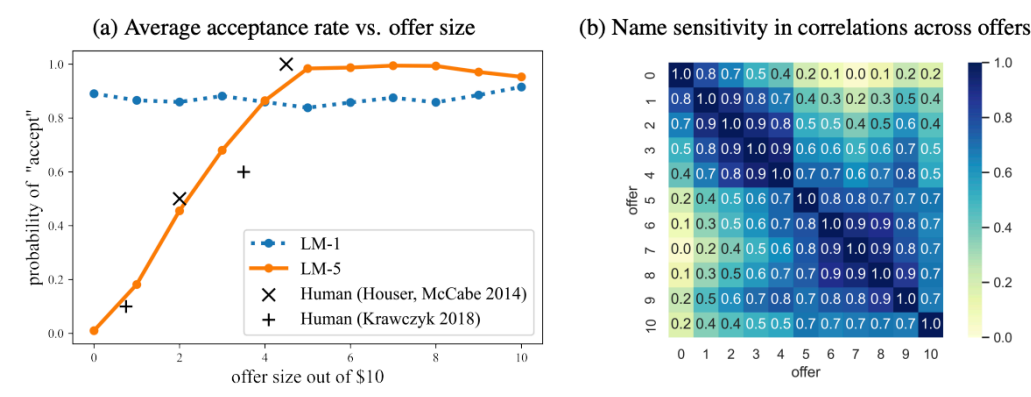 (a) Average acceptance rate vs. offer size
probability of "accept"
1.0
0.8
0.6
0.4
0.2
0.0
0 2 4 6 8 10
offer size out of $10
LM-1
LM-5
Human (Houser, McCabe 2014)
Human (Krawczyk 2018)
(b) Name sensitivity in correlations across offers
offer
0 1.0 0.8 0.7 0.5 0.4 0.2 0.1 0.0 0.1 0.2 0.2
1 0.8 1.0 0.9 0.8 0.7 0.4 0.3 0.2 0.3 0.5 0.4
2 0.7 0.9 1.0 0.9 0.8 0.5 0.5 0.4 0.5 0.6 0.4
3 0.5 0.8 0.9 1.0 0.9 0.6 0.6 0.5 0.6 0.7 0.5
4 0.4 0.7 0.8 0.9 1.0 0.7 0.7 0.6 0.7 0.8 0.5
5 0.2 0.4 0.5 0.6 0.7 1.0 0.8 0.8 0.7 0.7 0.7
6 0.1 0.3 0.5 0.6 0.7 0.8 1.0 0.9 0.9 0.8 0.7
7 0.0 0.2 0.4 0.5 0.6 0.8 0.9 1.0 0.9 0.8 0.7
8 0.1 0.3 0.5 0.6 0.7 0.7 0.9 0.9 1.0 0.9 0.7
9 0.2 0.5 0.6 0.7 0.8 0.7 0.8 0.8 0.9 1.0 0.7
10 0.2 0.4 0.4 0.5 0.5 0.7 0.7 0.7 0.7 0.7 1.0
0 1 2 3 4 5 6 7 8 9 10
offer
1.0
0.8
0.6
0.4
0.2
0.0